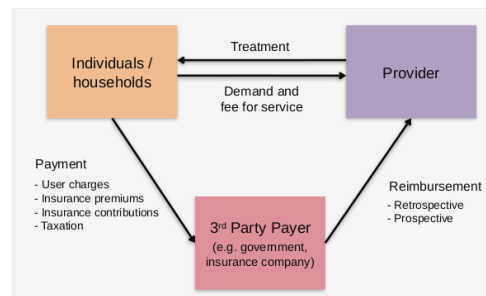 Individuals /
households
Treatment
Demand and
fee for service
Provider
Payment
- User charges
- Insurance premiums
- Insurance contributions
- Taxation
3rd Party Payer
(e.g. government,
insurance company)
Reimbursement
- Retrospective
- Prospective